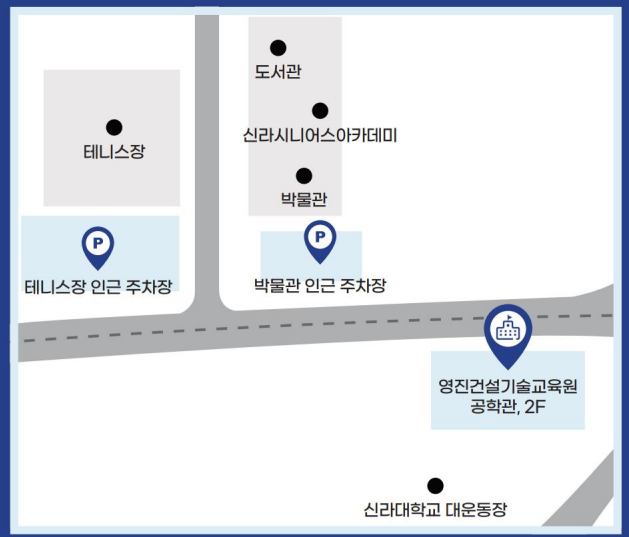 도서관
신라시니어스아카데미
테니스장
박물관
P
P
테니스장 인근 주차장
박물관 인근 주차장
영진건설기술교육원
공학관, 2F
신라대학교 대운동장